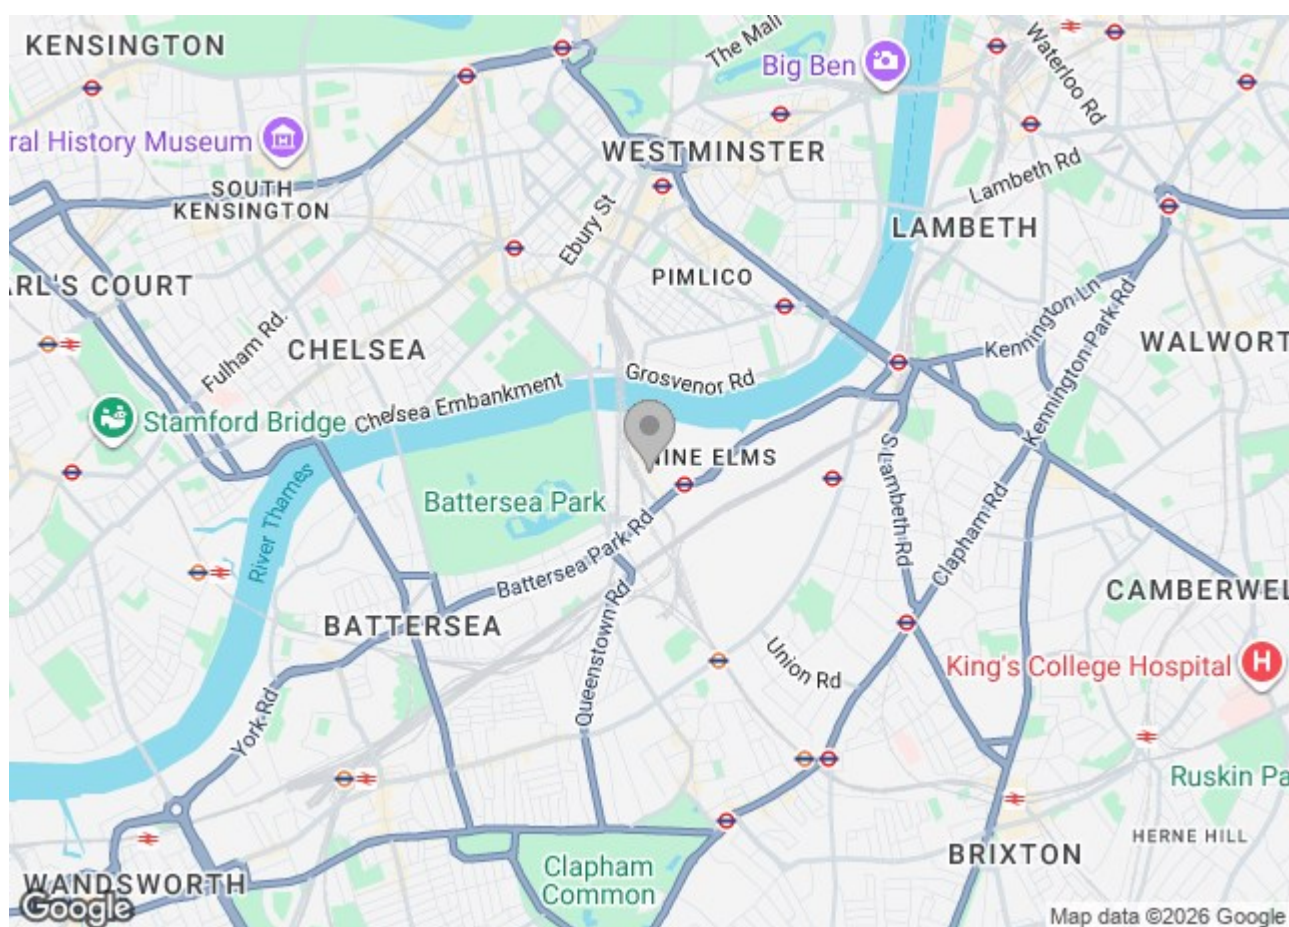 KENSINGTON
The Mall
Big Ben
Waterloo Rd
ral History Museum
WESTMINSTER
SOUTH
KENSINGTON
Ebury St
Lambeth Rd
LAMBETH
ARL'S COURT
PIMLICO
Kennington Ln
Kennington Park Rd
WALWORT
Fulham Rd.
CHELSEA
Grosvenor Rd
Chelsea Embankment
Stamford Bridge
NINE ELMS
S Lambeth Rd
River Thames
Battersea Park
Clapham Rd
Battersea Park Rd
CAMBERWEL
BATTERSEA
Queenstown Rd
Union Rd
King's College Hospital
H
York Rd
Ruskin Pa
HERNE HILL
BRIXTON
Clapham
Common
WANDSWORTH
Google
Map data ©2026 Google